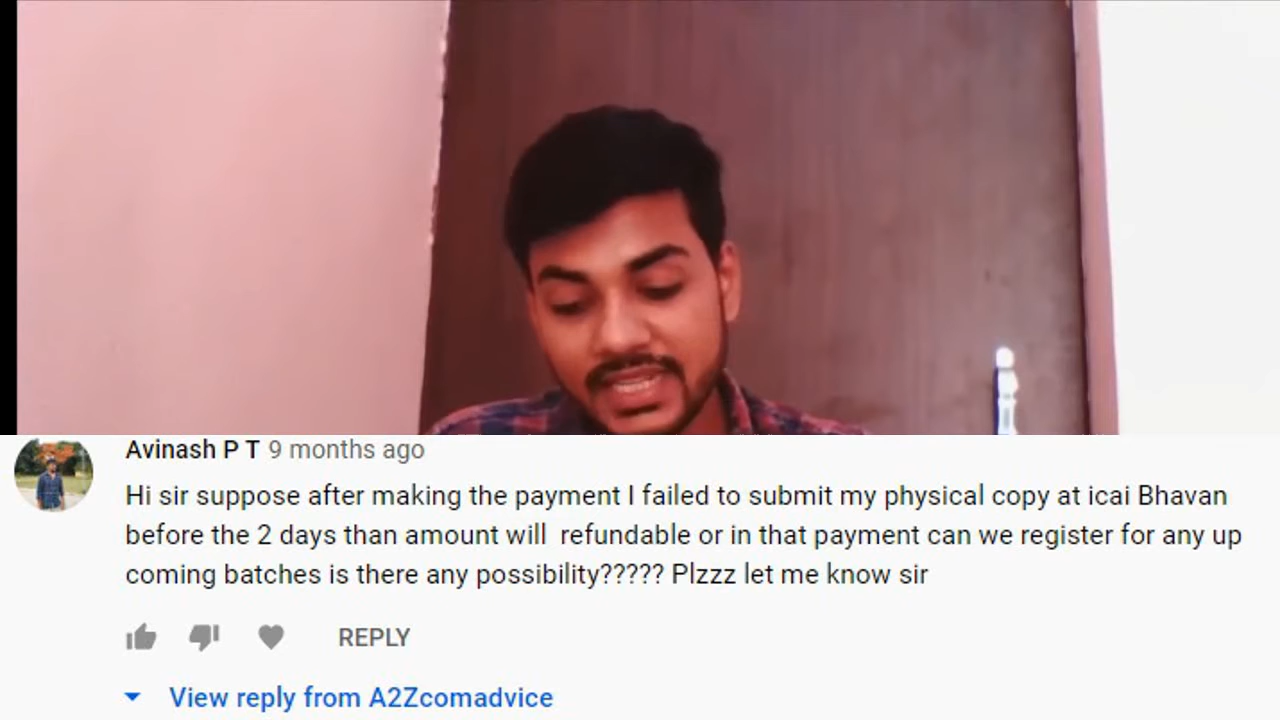 Avinash P T 9 months ago
Hi sir suppose after making the payment I failed to submit my physical copy at icai Bhavan
before the 2 days than amount will refundable or in that payment can we register for any up
coming batches is there any possibility????? Plzzz let me know sir
REPLY
View reply from A2Zcomadvice